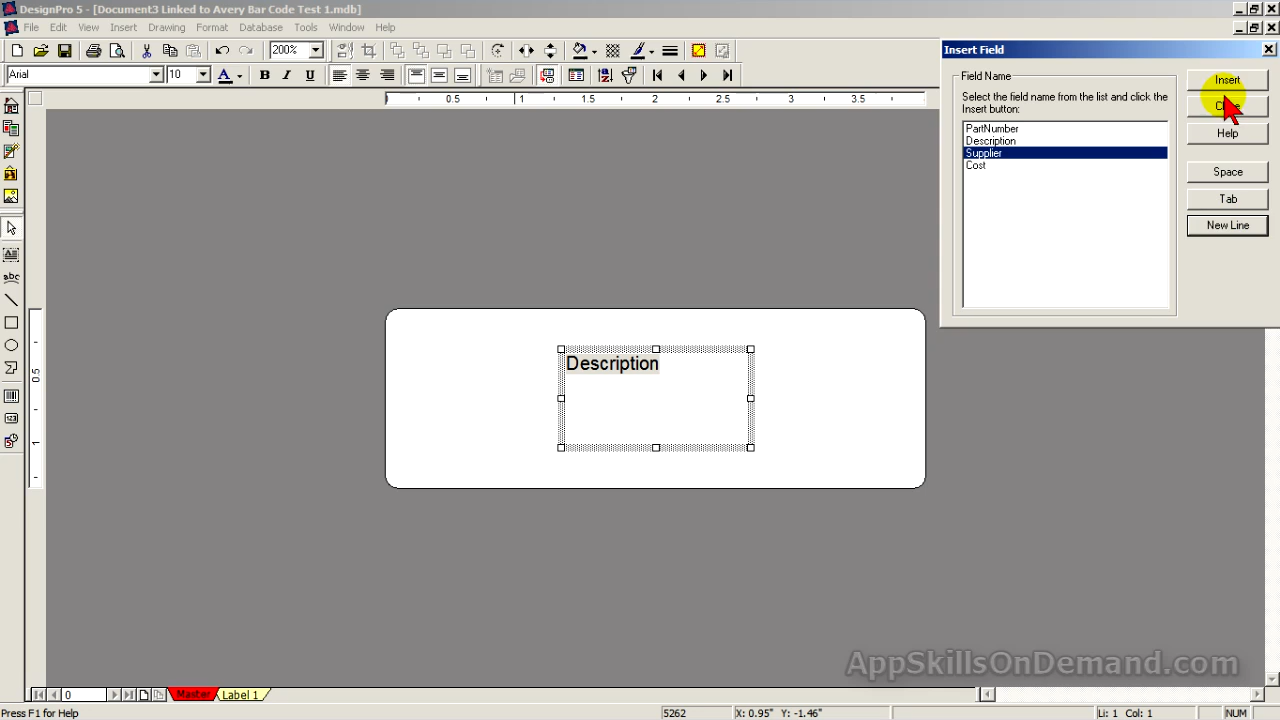 DesignPro 5 - [Document3 Linked to Avery Bar Code Test 1.mdb]
File Edit View Insert Drawing Format Database Tools Window Help
200%
Arial 10 A B I U
0.5 1 1.5 2 2.5 3 3.5
Insert Field
Field Name
Select the field name from the list and click the
Insert button:
PartNumber
Description
Supplier
Cost
Insert
Help
Space
Tab
New Line
abc
123
0.5
1
Description
AppSkillsOnDemand.com
0 Master Label 1
Press F1 for Help 5262 X: 0.95" Y: -1.46" Li: 1 Col: 1 NUM